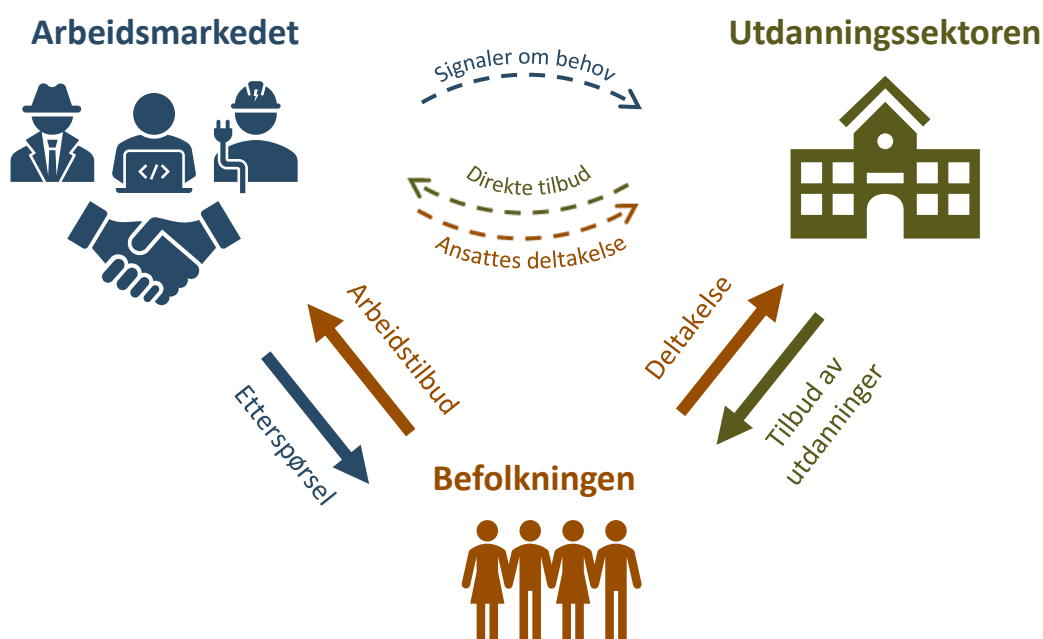 Arbeidsmarkedet
Utdanningssektoren
Signaler om behov
</>
Direkte tilbud
Ansattes deltakelse
Arbeidstilbud
Etterspørsel
Deltakelse
Tilbud av
utdanninger
Befolkningen